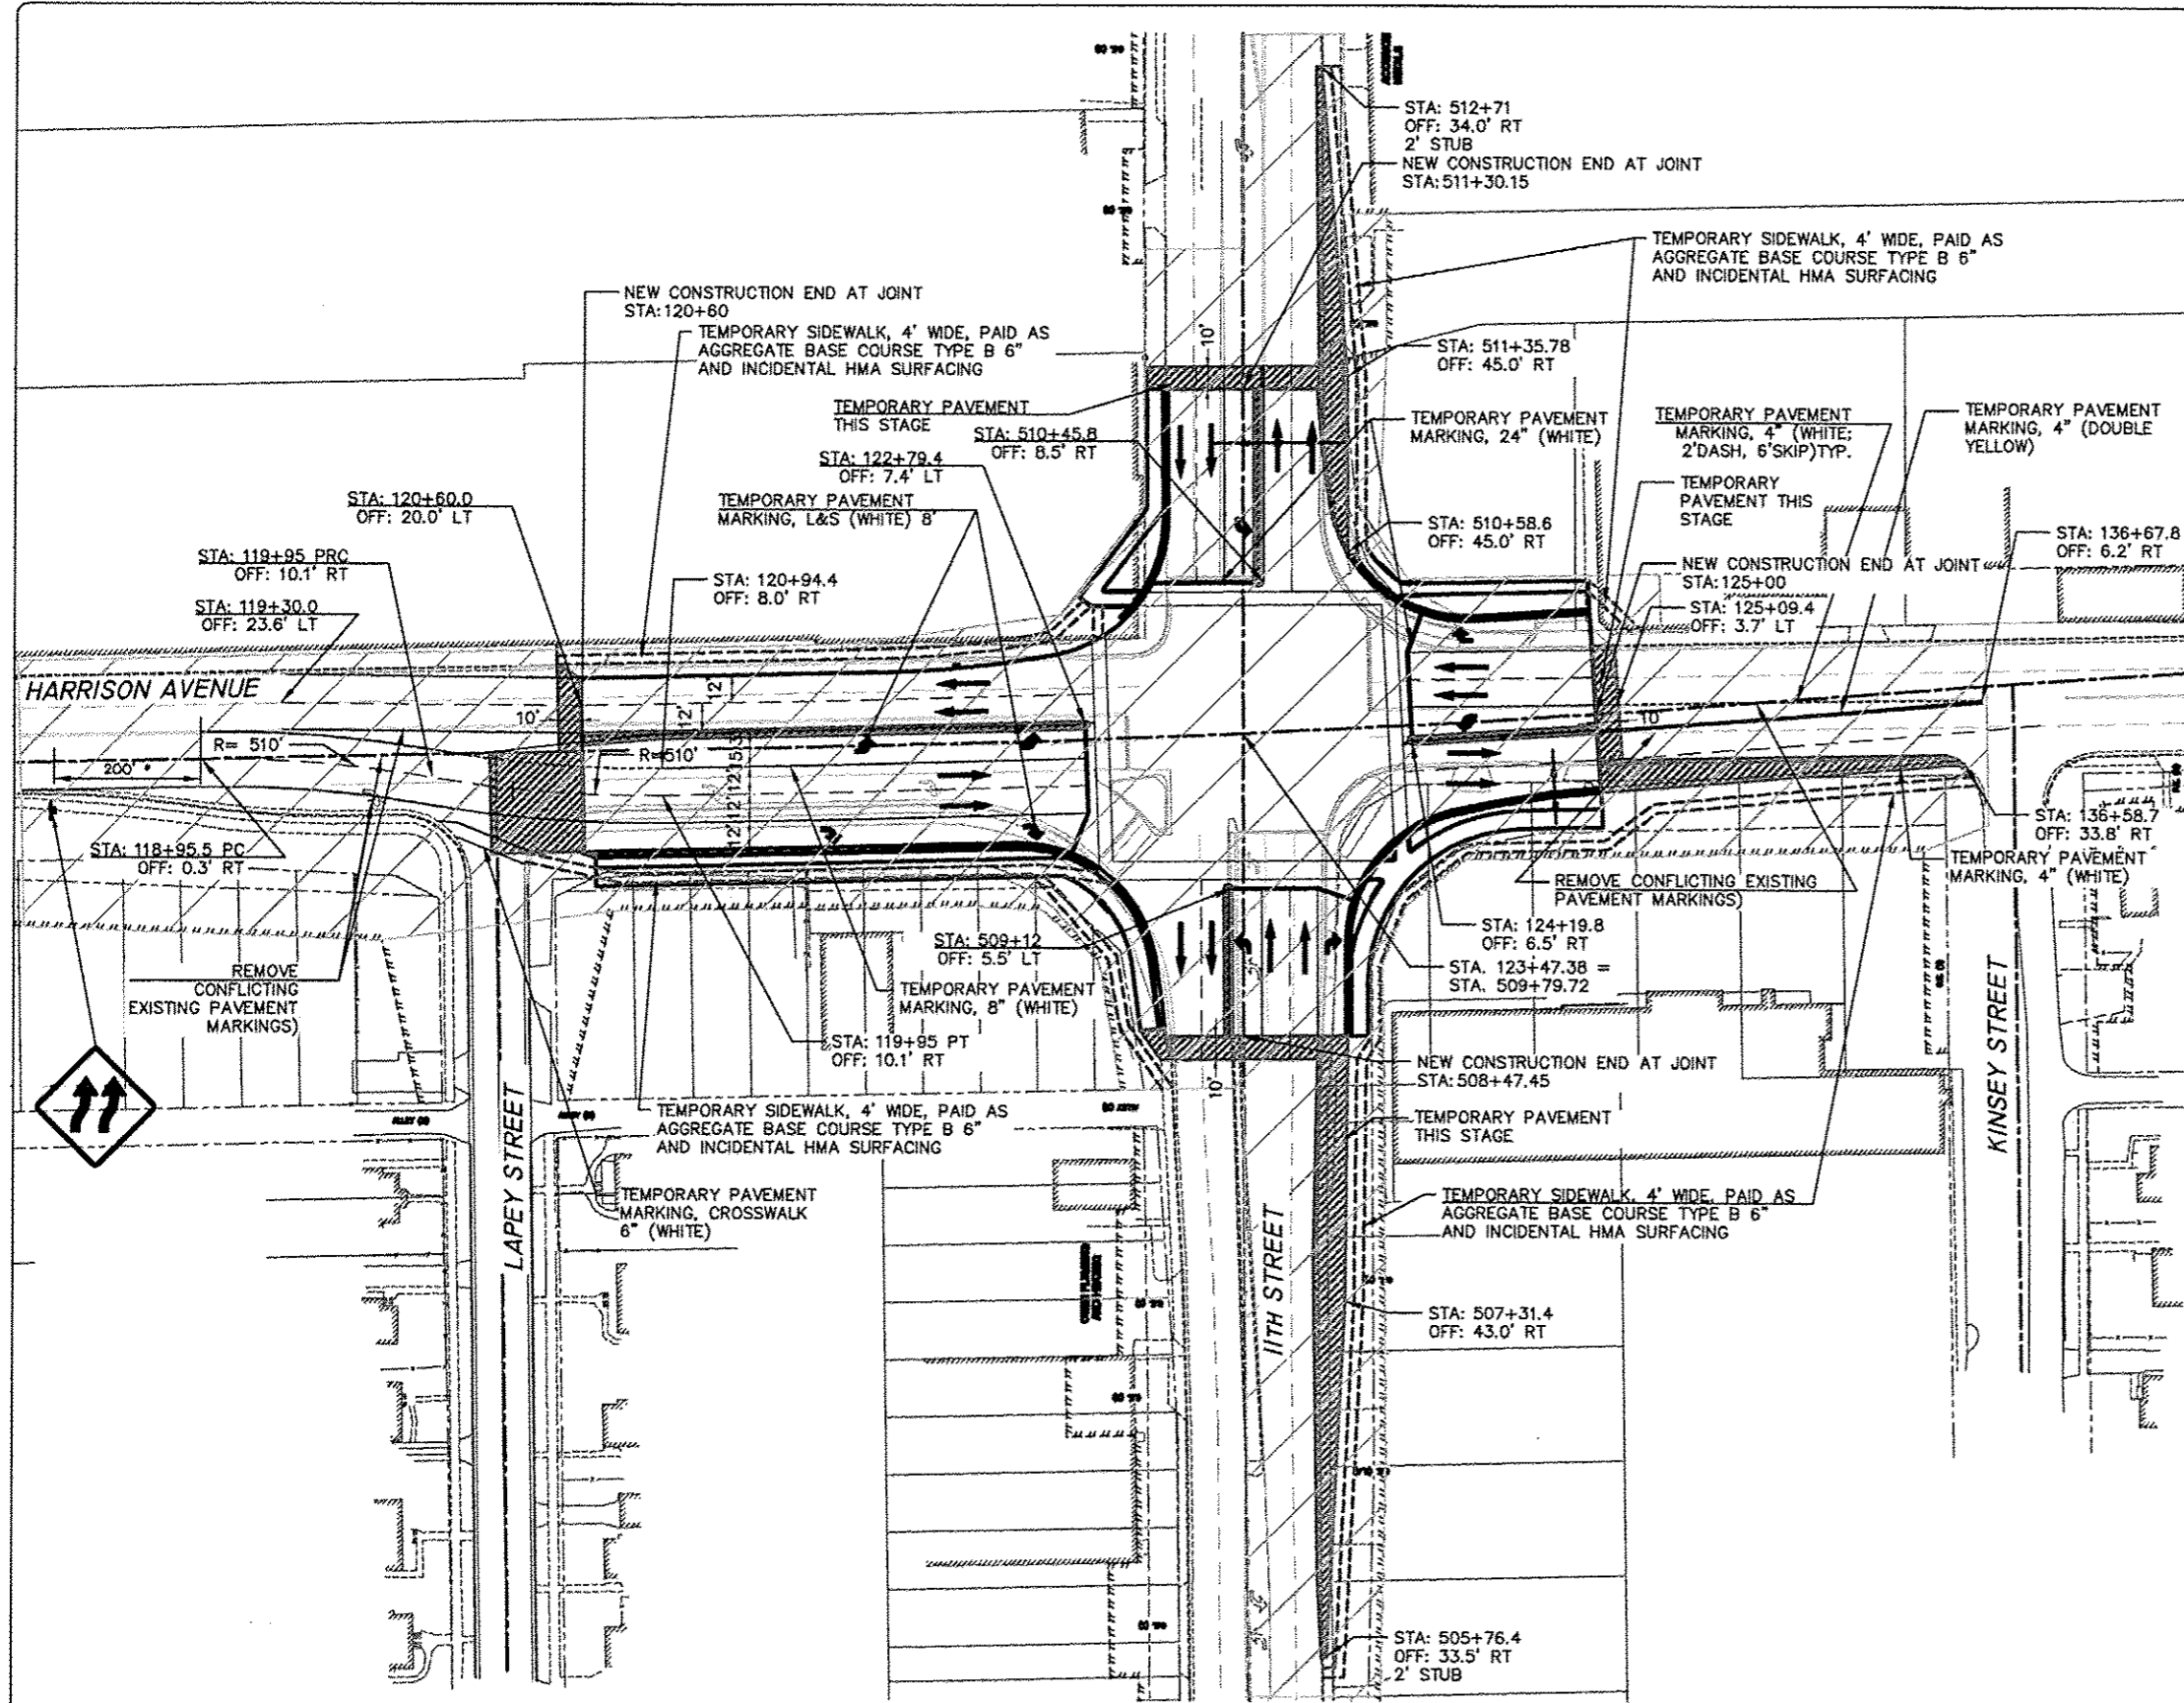 STA: 512+71
OFF: 34.0' RT
2' STUB
NEW CONSTRUCTION END AT JOINT
STA: 511+30.15
TEMPORARY SIDEWALK, 4' WIDE, PAID AS
AGGREGATE BASE COURSE TYPE B 6"
AND INCIDENTAL HMA SURFACING
NEW CONSTRUCTION END AT JOINT
STA: 120+60
TEMPORARY SIDEWALK, 4' WIDE, PAID AS
AGGREGATE BASE COURSE TYPE B 6"
AND INCIDENTAL HMA SURFACING
10'
STA: 511+35.78
OFF: 45.0' RT
TEMPORARY PAVEMENT
THIS STAGE
STA: 510+45.8
OFF: 8.5' RT
TEMPORARY PAVEMENT
MARKING, 24" (WHITE)
TEMPORARY PAVEMENT
MARKING, 4" (WHITE;
2'DASH, 6'SKIP)TYP.
TEMPORARY PAVEMENT
MARKING, 4" (DOUBLE
YELLOW)
STA: 122+79.4
OFF: 7.4' LT
STA: 120+60.0
OFF: 20.0' LT
TEMPORARY PAVEMENT
MARKING, L&S (WHITE) 8'
TEMPORARY
PAVEMENT THIS
STAGE
STA: 510+58.6
OFF: 45.0' RT
STA: 136+67.8
OFF: 6.2' RT
STA: 119+95 PRC
OFF: 10.1' RT
STA: 120+94.4
OFF: 8.0' RT
NEW CONSTRUCTION END AT JOINT
STA: 125+00
STA: 119+30.0
OFF: 23.6' LT
STA: 125+09.4
OFF: 3.7' LT
HARRISON AVENUE
12'
12'
10'
10'
R= 510'
R=510'
200'
15'
12'
12'
12'
STA: 118+95.5 PC
OFF: 0.3' RT
STA: 136+58.7
OFF: 33.8' RT
TEMPORARY PAVEMENT
MARKING, 4" (WHITE)
REMOVE CONFLICTING EXISTING
PAVEMENT MARKINGS)
STA: 124+19.8
OFF: 6.5' RT
STA: 509+12
OFF: 5.5' LT
STA. 123+47.38 =
STA. 509+79.72
REMOVE
CONFLICTING
EXISTING PAVEMENT
MARKINGS)
TEMPORARY PAVEMENT
MARKING, 8" (WHITE)
STA: 119+95 PT
OFF: 10.1' RT
10'
NEW CONSTRUCTION END AT JOINT
STA: 508+47.45
KINSEY STREET
TEMPORARY SIDEWALK, 4' WIDE, PAID AS
AGGREGATE BASE COURSE TYPE B 6"
AND INCIDENTAL HMA SURFACING
TEMPORARY PAVEMENT
THIS STAGE
LAPEY STREET
TEMPORARY PAVEMENT
MARKING, CROSSWALK
6" (WHITE)
TEMPORARY SIDEWALK, 4' WIDE, PAID AS
AGGREGATE BASE COURSE TYPE B 6"
AND INCIDENTAL HMA SURFACING
11TH STREET
STA: 507+31.4
OFF: 43.0' RT
STA: 505+76.4
OFF: 33.5' RT
2' STUB